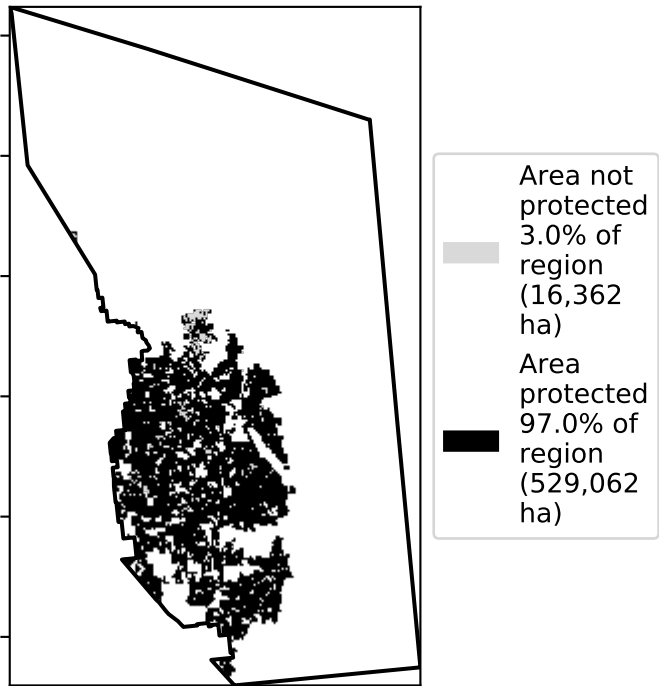 Area not
protected
3.0% of
region
(16,362
ha)
Area
protected
97.0% of
region
(529,062
ha)